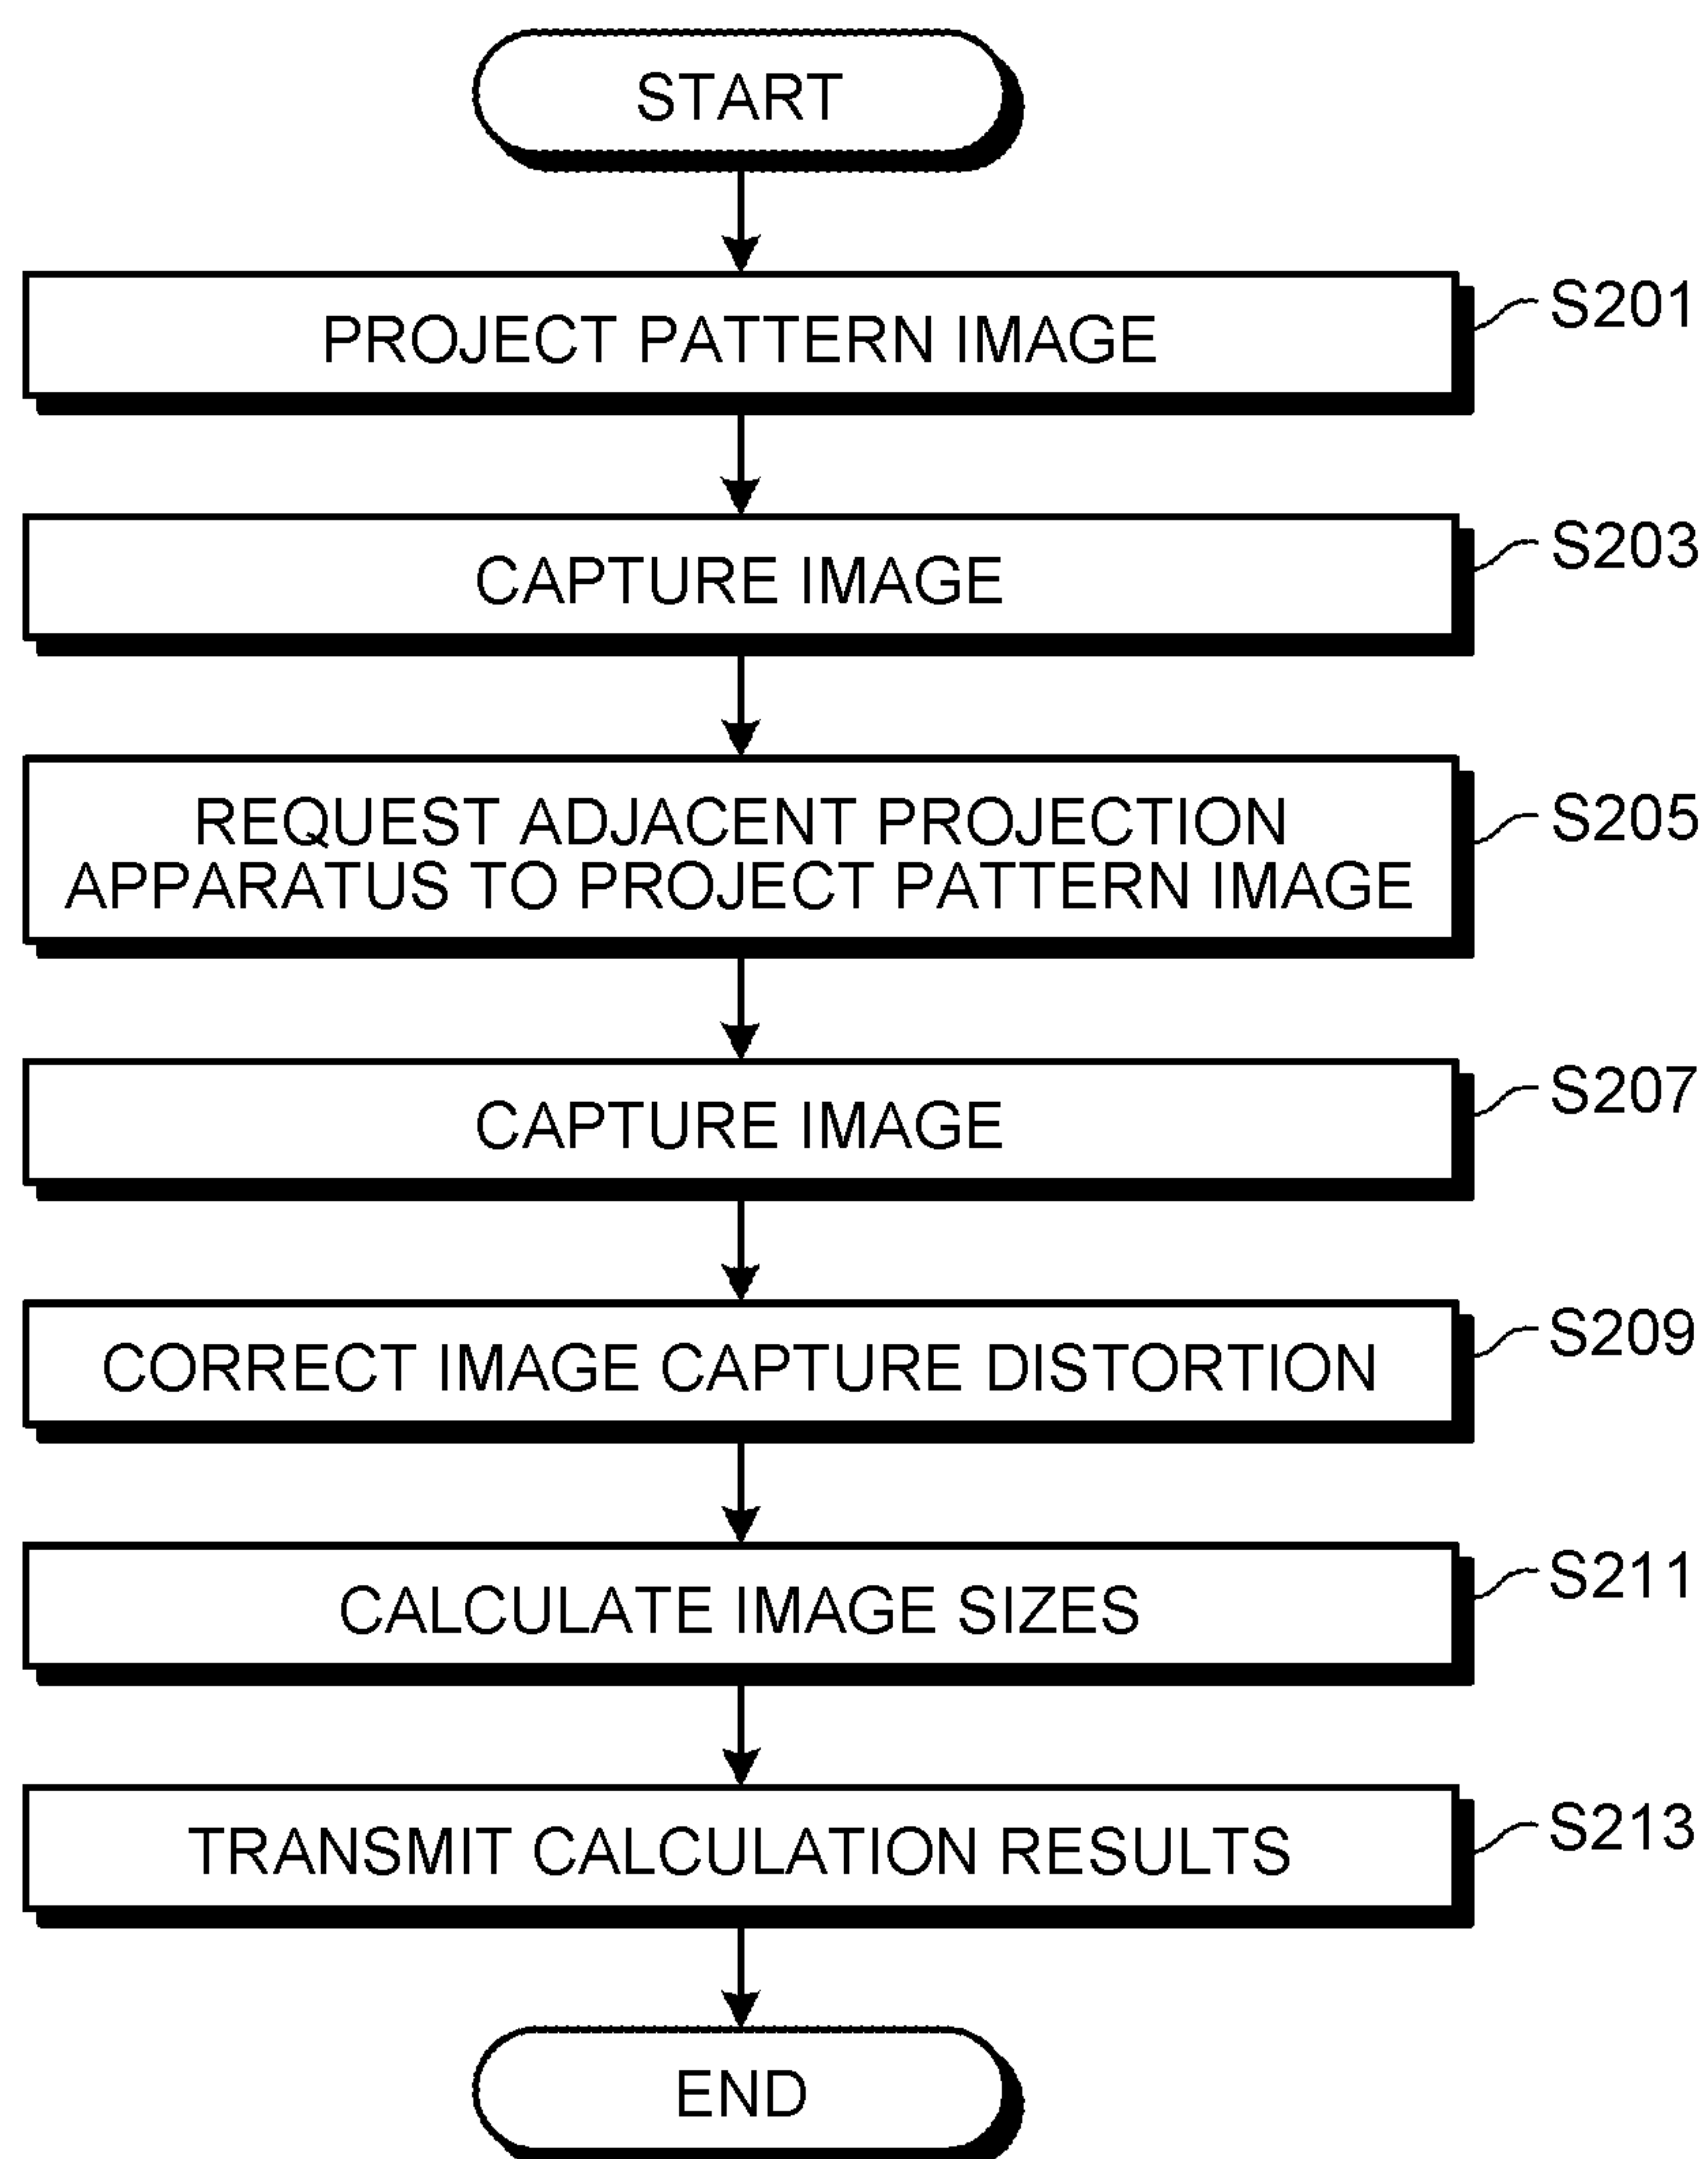 START
PROJECT PATTERN IMAGE
S201
CAPTURE IMAGE
S203
REQUEST ADJACENT PROJECTION
APPARATUS TO PROJECT PATTERN IMAGE
S205
CAPTURE IMAGE
S207
CORRECT IMAGE CAPTURE DISTORTION
S209
CALCULATE IMAGE SIZES
S211
TRANSMIT CALCULATION RESULTS
S213
END